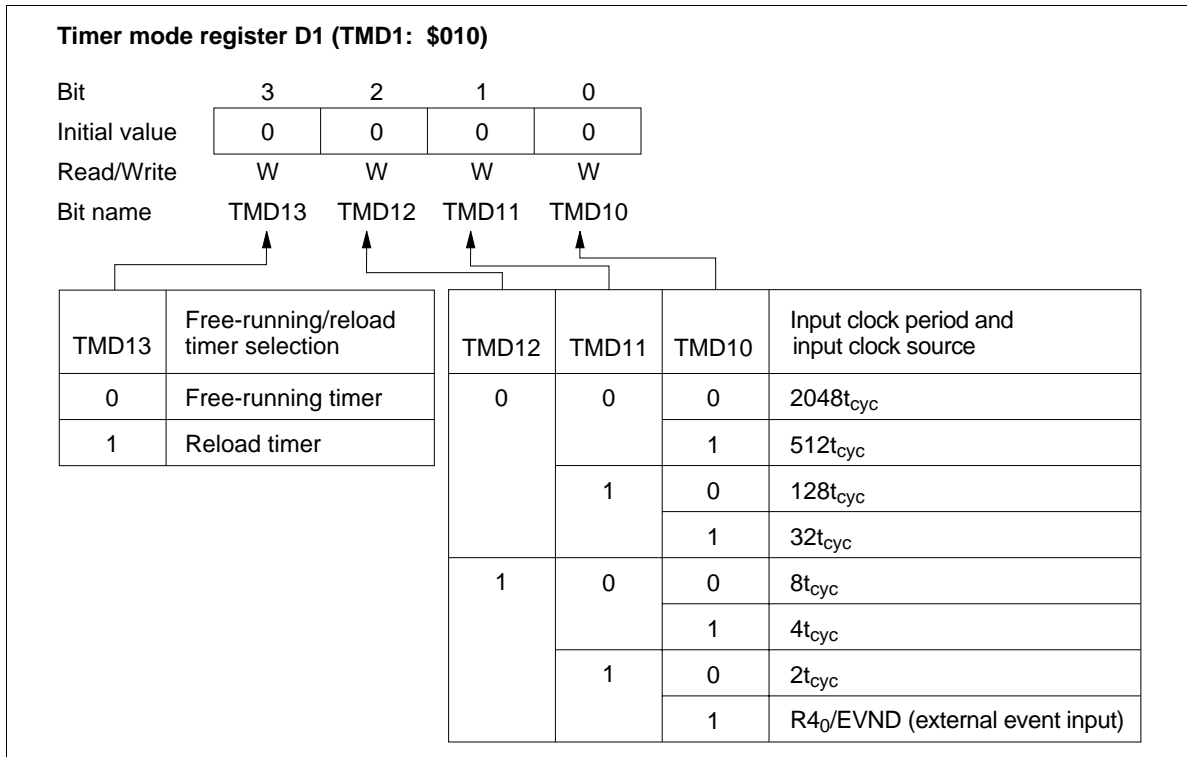 Timer mode register D1 (TMD1: $010)
Bit 3 2 1 0
Initial value 0 0 0 0
Read/Write W W W W
Bit name TMD13 TMD12 TMD11 TMD10
TMD13 Free-running/reload timer selection
0 Free-running timer
1 Reload timer
TMD12 TMD11 TMD10 Input clock period and input clock source
0 0 0 2048tcyc
1 512tcyc
1 0 128tcyc
1 32tcyc
1 0 0 8tcyc
1 4tcyc
1 0 2tcyc
1 R40/EVND (external event input)